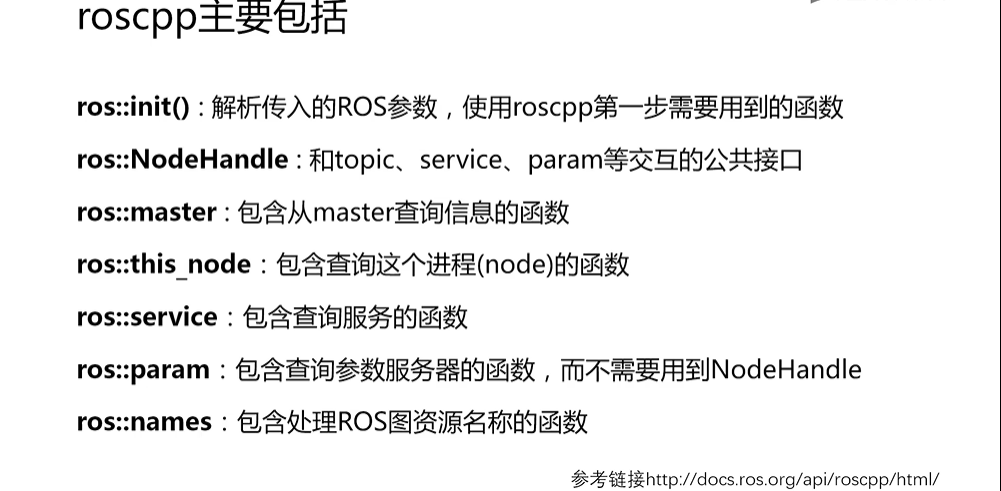 roscpp主要包括
ros::init() : 解析传入的ROS参数，使用roscpp第一步需要用到的函数
ros::NodeHandle : 和topic、service、param等交互的公共接口
ros::master : 包含从master查询信息的函数
ros::this_node：包含查询这个进程(node)的函数
ros::service：包含查询服务的函数
ros::param：包含查询参数服务器的函数，而不需要用到NodeHandle
ros::names：包含处理ROS图资源名称的函数
参考链接http://docs.ros.org/api/roscpp/html/